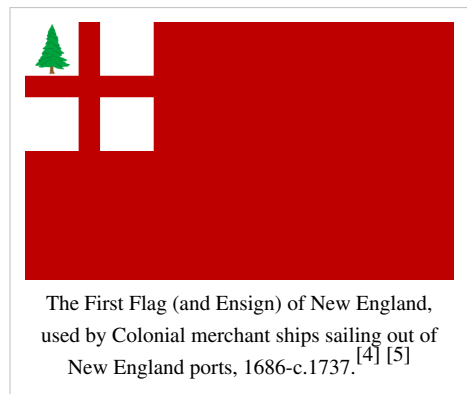 The First Flag (and Ensign) of New England,
used by Colonial merchant ships sailing out of
New England ports, 1686-c.1737.[4] [5]